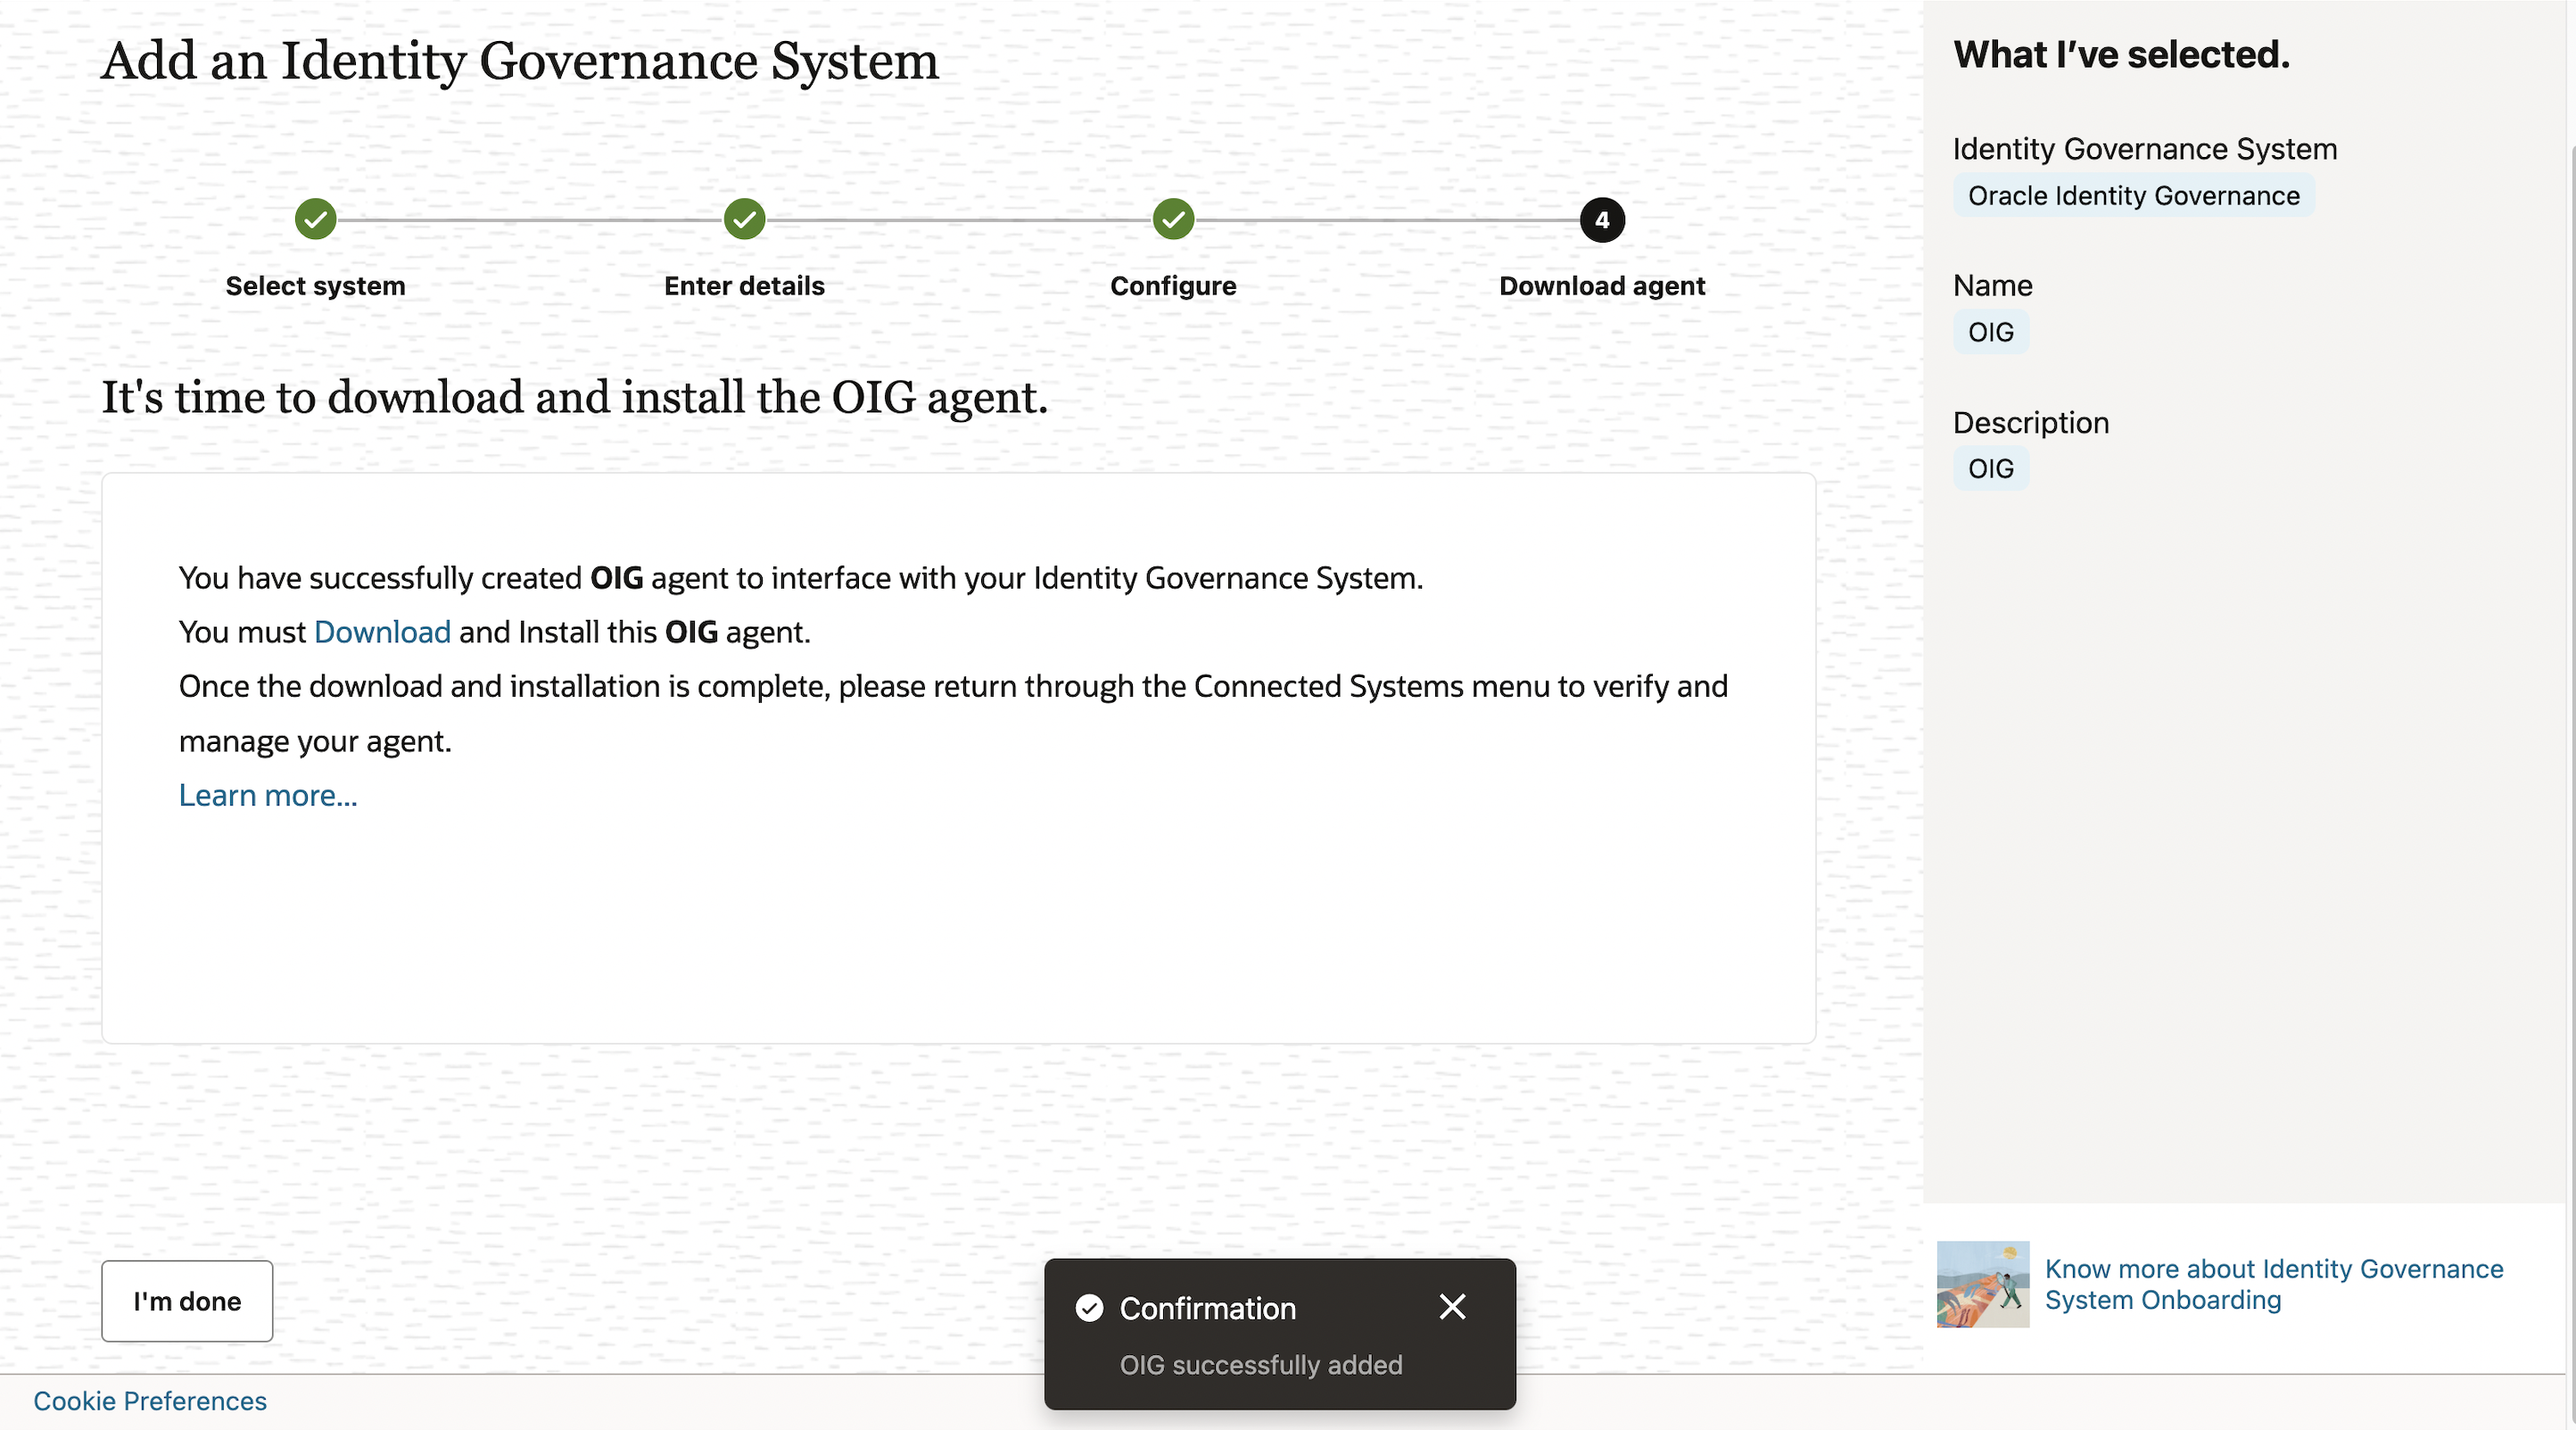 Add an Identity Governance System
Select system
Enter details
Configure
4
Download agent
It's time to download and install the OIG agent.
You have successfully created OIG agent to interface with your Identity Governance System.
You must Download and Install this OIG agent.
Once the download and installation is complete, please return through the Connected Systems menu to verify and
manage your agent.
Learn more...
I'm done
What I’ve selected.
Identity Governance System
Oracle Identity Governance
Name
OIG
Description
OIG
Know more about Identity Governance
System Onboarding
Confirmation
OIG successfully added
Cookie Preferences